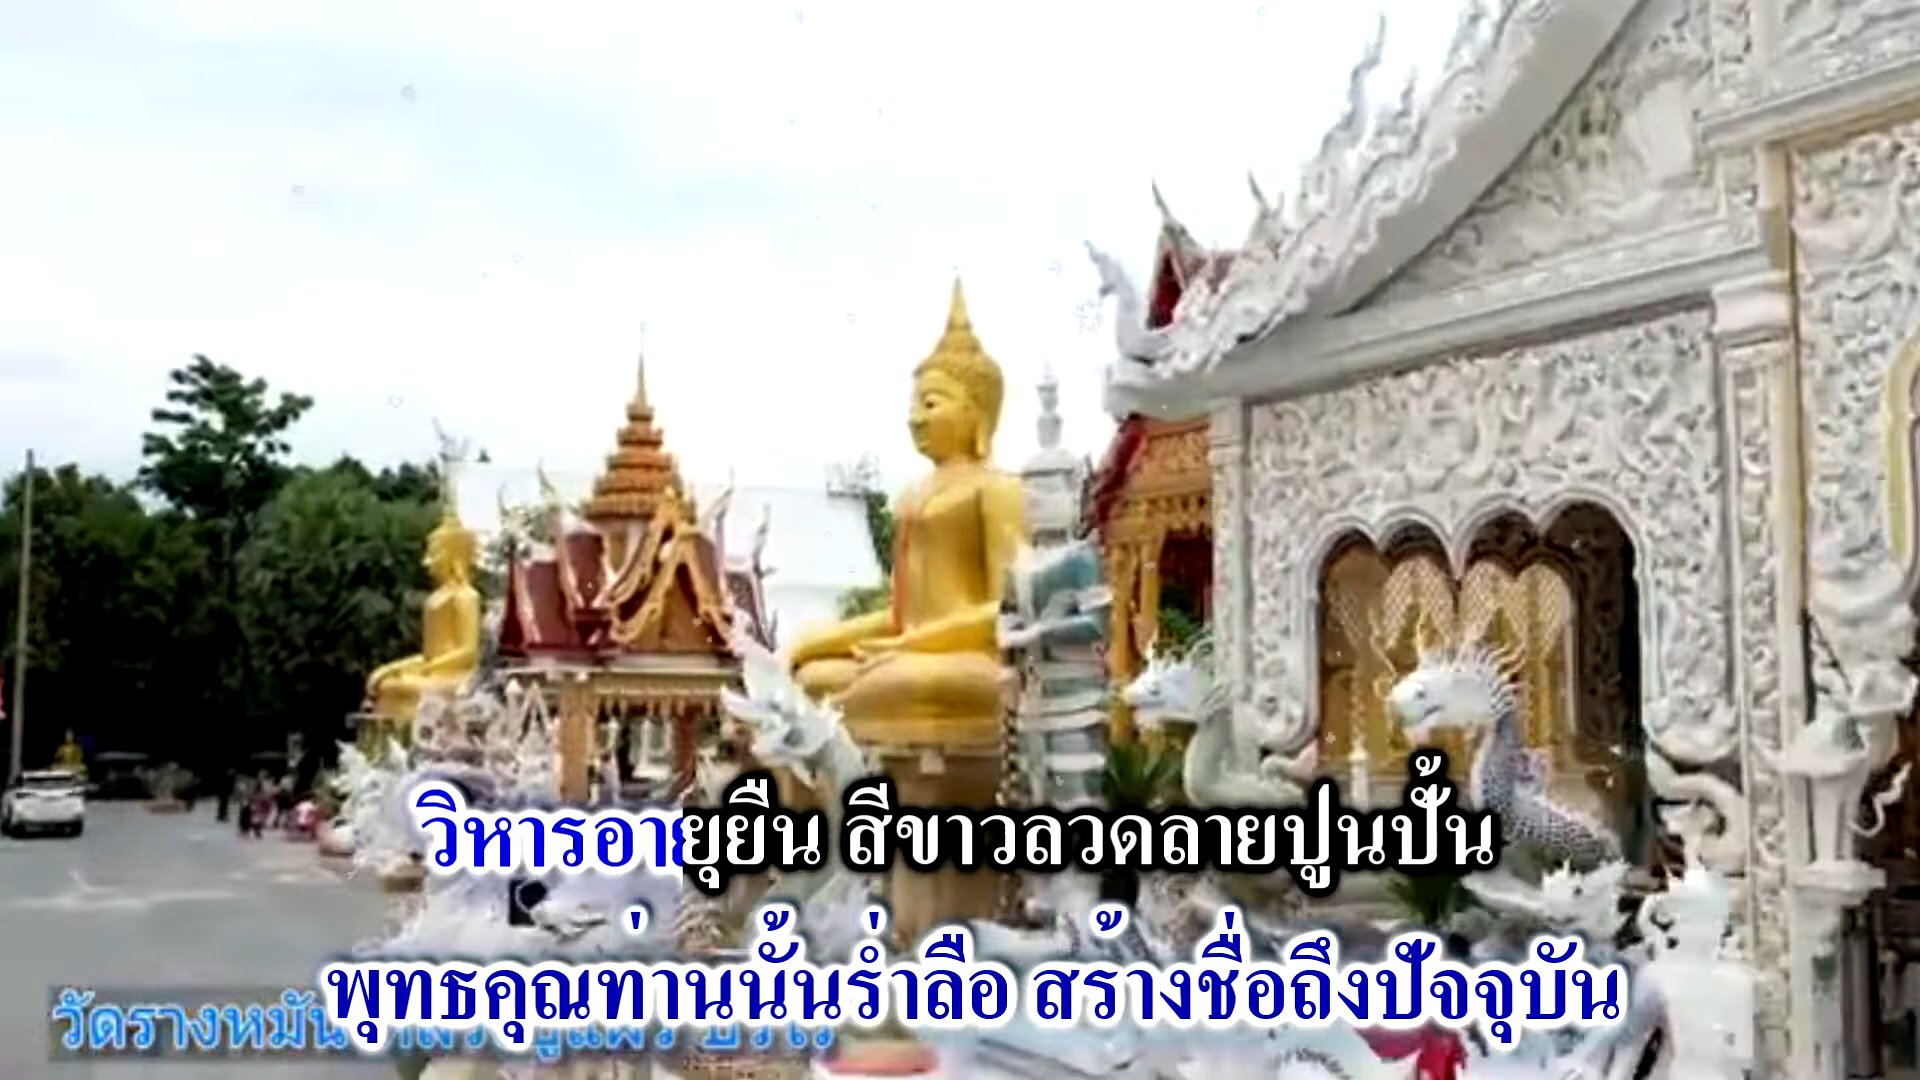 วิหารอายุยืน สีขาวลวดลายปูนปั้น
พุทธคุณท่านนั้นร่ำลือ สร้างชื่อถึงปัจจุบัน
วัดรางหมัน